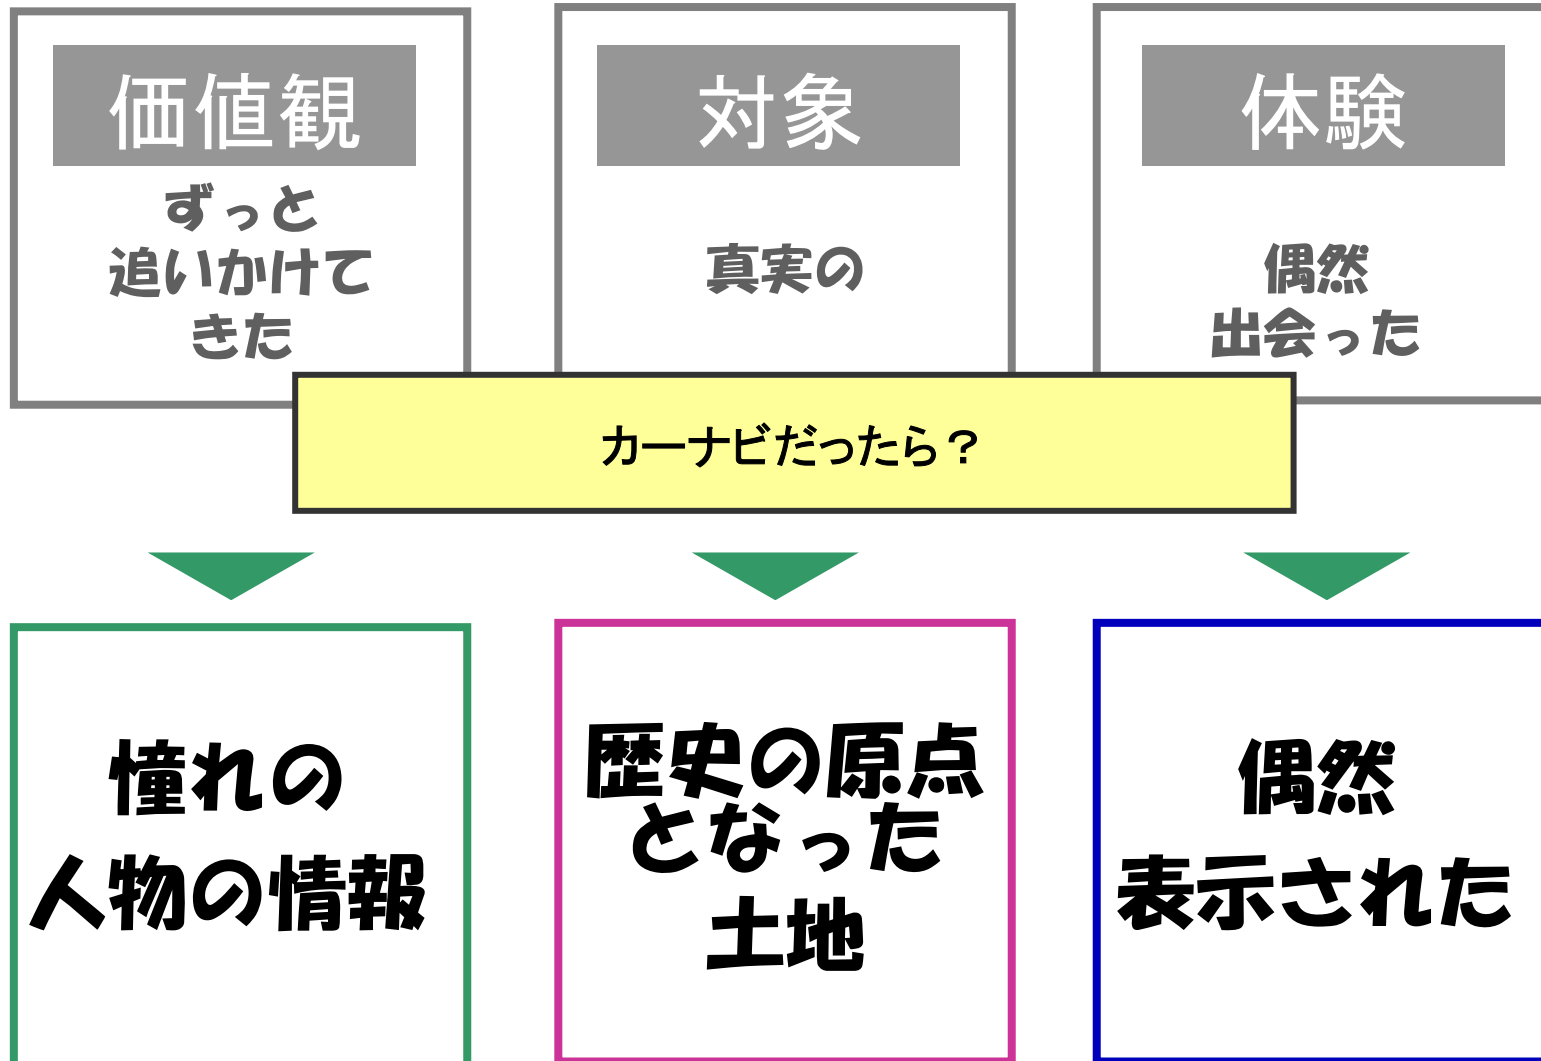 価値観
ずっと
追いかけて
きた
対象
真実の
体験
偶然
出会った
カーナビだったら？
憧れの
人物の情報
歴史の原点
となった
土地
偶然
表示された